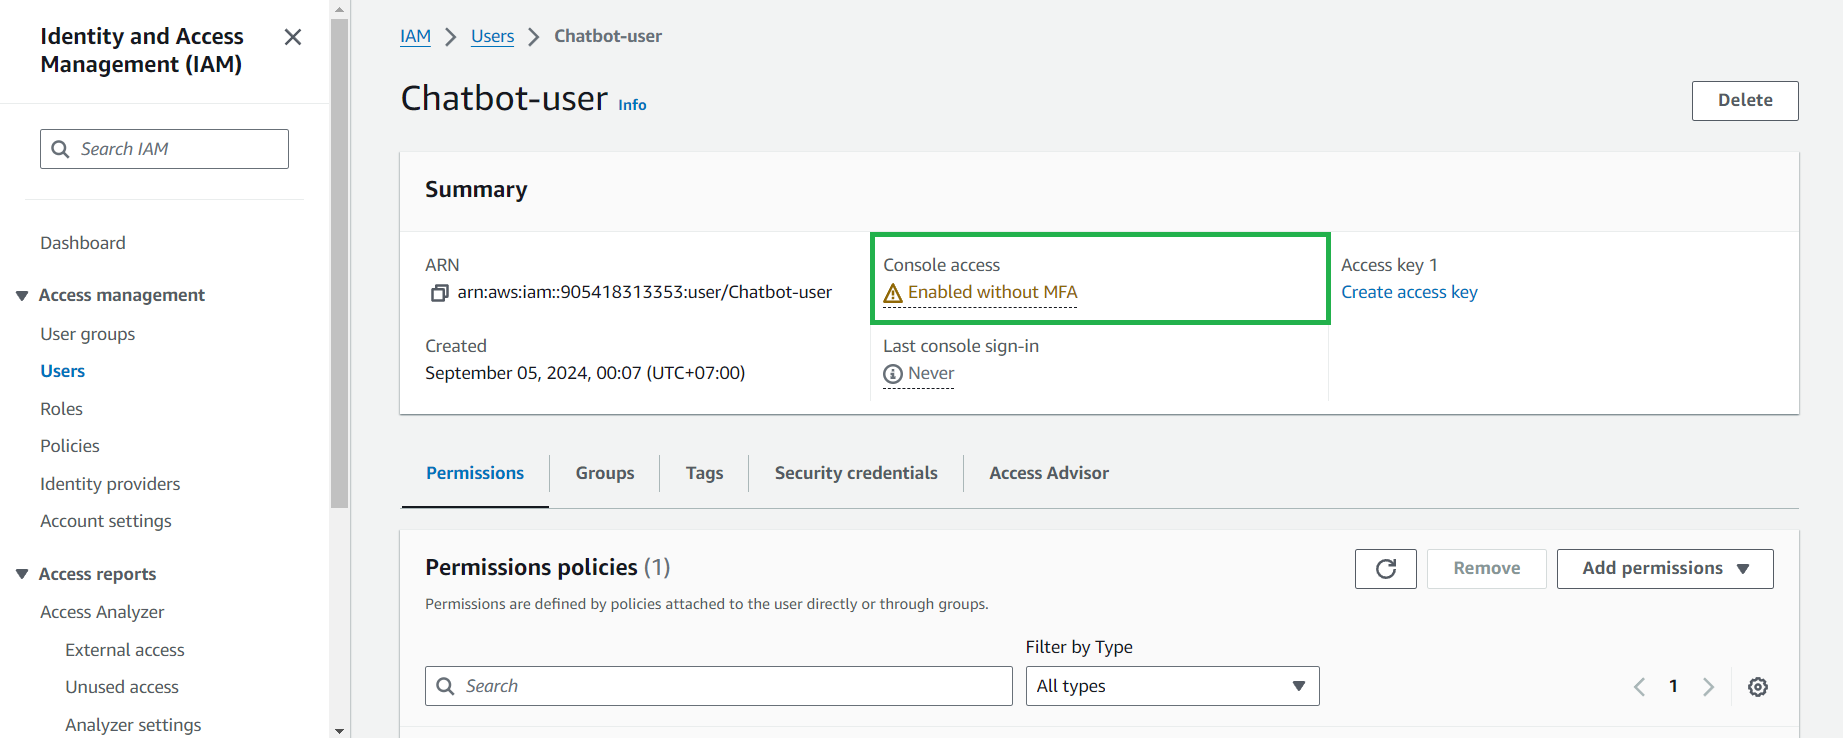 Identity and Access
Management (IAM)
Search IAM
Dashboard
Access management
User groups
Users
Roles
Policies
Identity providers
Account settings
Access reports
Access Analyzer
External access
Unused access
Analyzer settings
IAM > Users > Chatbot-user
Chatbot-user Info
Delete
Summary
ARN
arn:aws:iam::905418313353:user/Chatbot-user
Created
September 05, 2024, 00:07 (UTC+07:00)
Console access
Enabled without MFA
Last console sign-in
Never
Access key 1
Create access key
Permissions Groups Tags Security credentials Access Advisor
Permissions policies (1)
Remove
Add permissions
Permissions are defined by policies attached to the user directly or through groups.
Filter by Type
Search
All types
1